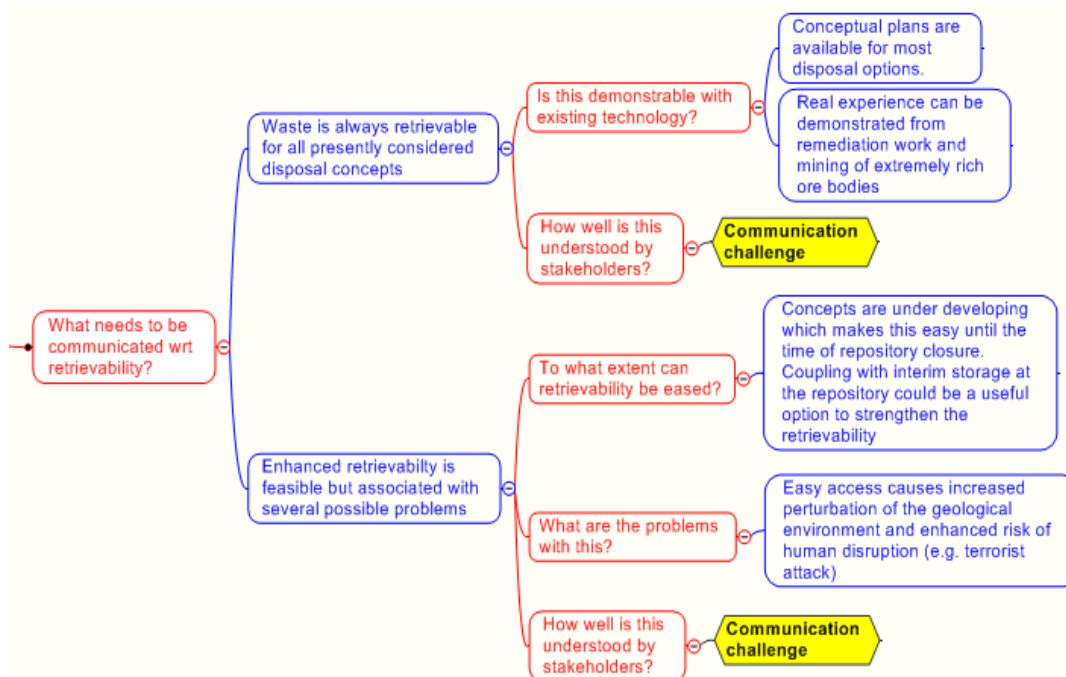 What needs to be
communicated wrt
retrievability?
Waste is always retrievable
for all presently considered
disposal concepts
Is this demonstrable with
existing technology?
Conceptual plans are
available for most
disposal options.
Real experience can be
demonstrated from
remediation work and
mining of extremely rich
ore bodies
How well is this
understood by
stakeholders?
Communication
challenge
Enhanced retrievabilty is
feasible but associated with
several possible problems
To what extent can
retrievability be eased?
Concepts are under developing
which makes this easy until the
time of repository closure.
Coupling with interim storage at
the repository could be a useful
option to strengthen the
retrievability
What are the problems
with this?
Easy access causes increased
perturbation of the geological
environment and enhanced risk of
human disruption (e.g. terrorist
attack)
How well is this
understood by
stakeholders?
Communication
challenge